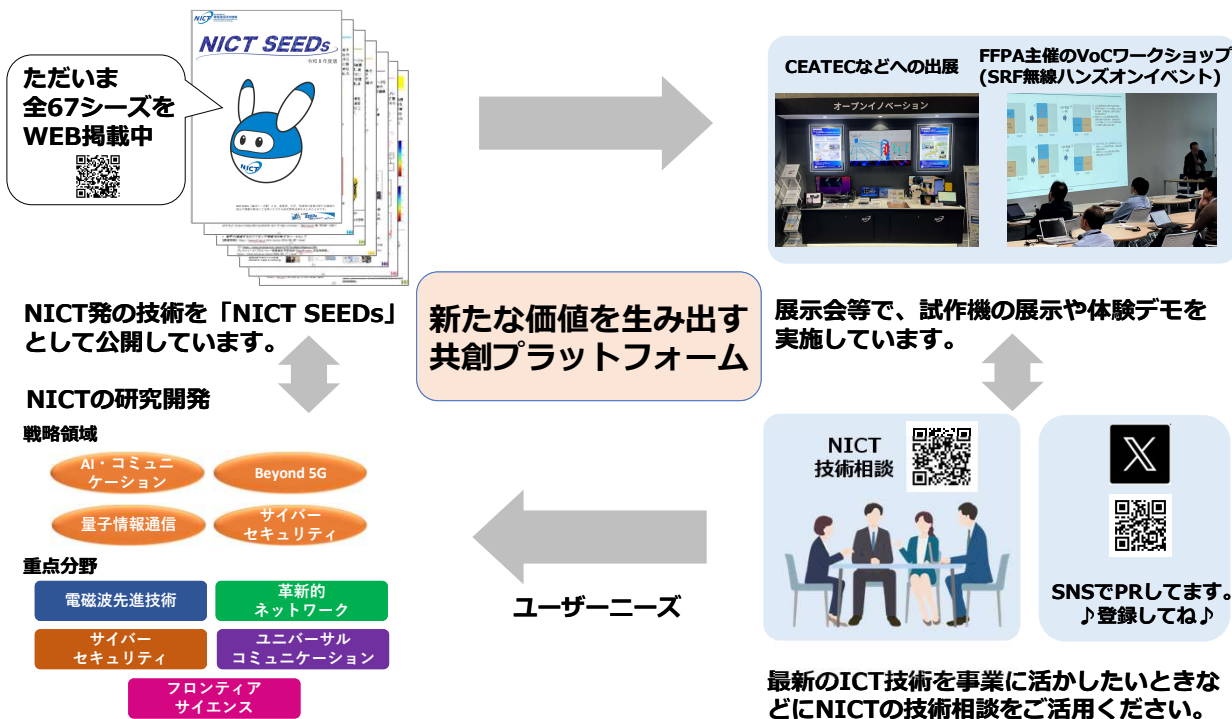 NICT
NICT SEEDs
令和8年度版
ただいま
全67シーズを
WEB掲載中
NICT
NICT発の技術を「NICT SEEDs」
として公開しています。
NICTの研究開発
戦略領域
AI・コミュニ
ケーション
Beyond 5G
量子情報通信
サイバー
セキュリティ
重点分野
電磁波先進技術
革新的
ネットワーク
サイバー
セキュリティ
ユニバーサル
コミュニケーション
フロンティア
サイエンス
新たな価値を生み出す
共創プラットフォーム
ユーザーニーズ
CEATECなどへの出展
オープンイノベーション
FFPA主催のVoCワークショップ
(SRF無線ハンズオンイベント)
展示会等で、試作機の展示や体験デモを
実施しています。
NICT
技術相談
SNSでPRしてます。
♪登録してね♪
最新のICT技術を事業に活かしたいときな
どにNICTの技術相談をご活用ください。